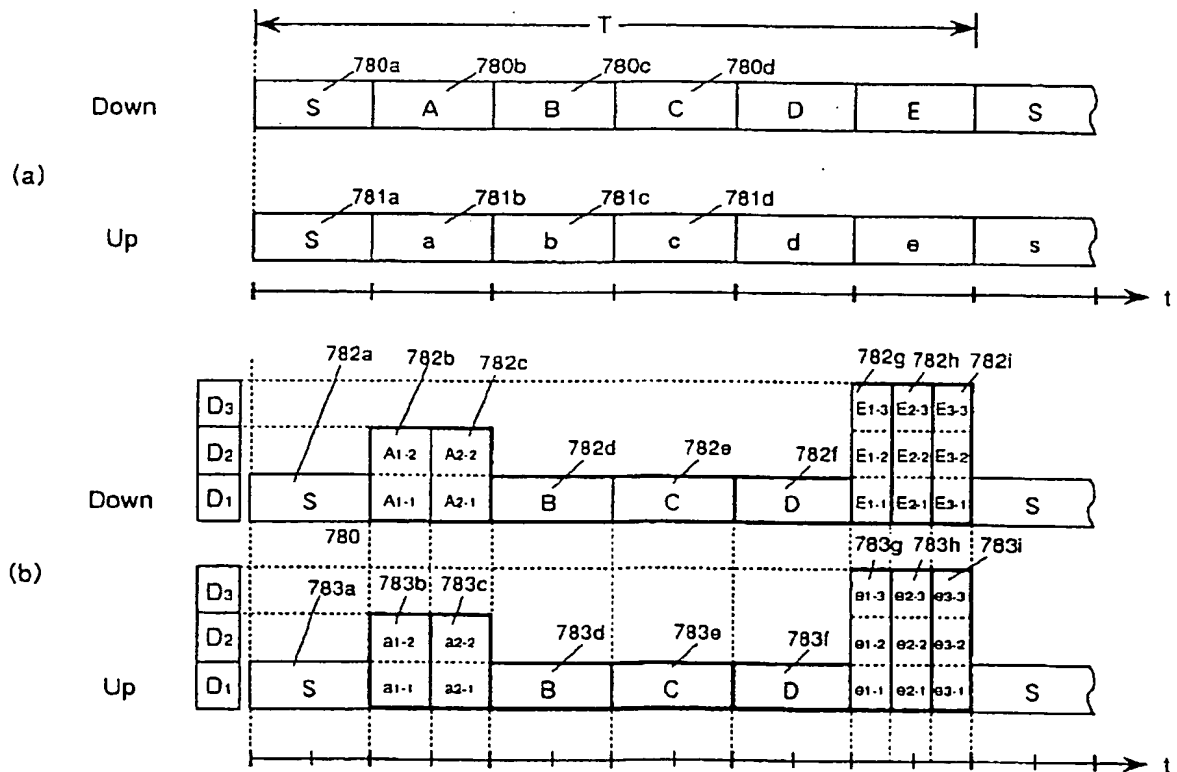 T
780a 780b 780c 780d
Down S A B C D E S
(a)
781a 781b 781c 781d
Up S a b c d e s
t
782a 782b 782c 782g 782h 782i
D3 E1-3 E2-3 E3-3
D2 A1-2 A2-2 782d 782e 782f E1-2 E2-2 E3-2
Down D1 S A1-1 A2-1 B C D E1-1 E2-1 E3-1 S
780
(b)
783a 783b 783c 783g 783h 783i
D3 e1-3 e2-3 e3-3
D2 a1-2 a2-2 783d 783e 783f e1-2 e2-2 e3-2
Up D1 S a1-1 a2-1 B C D e1-1 e2-1 e3-1 S
t